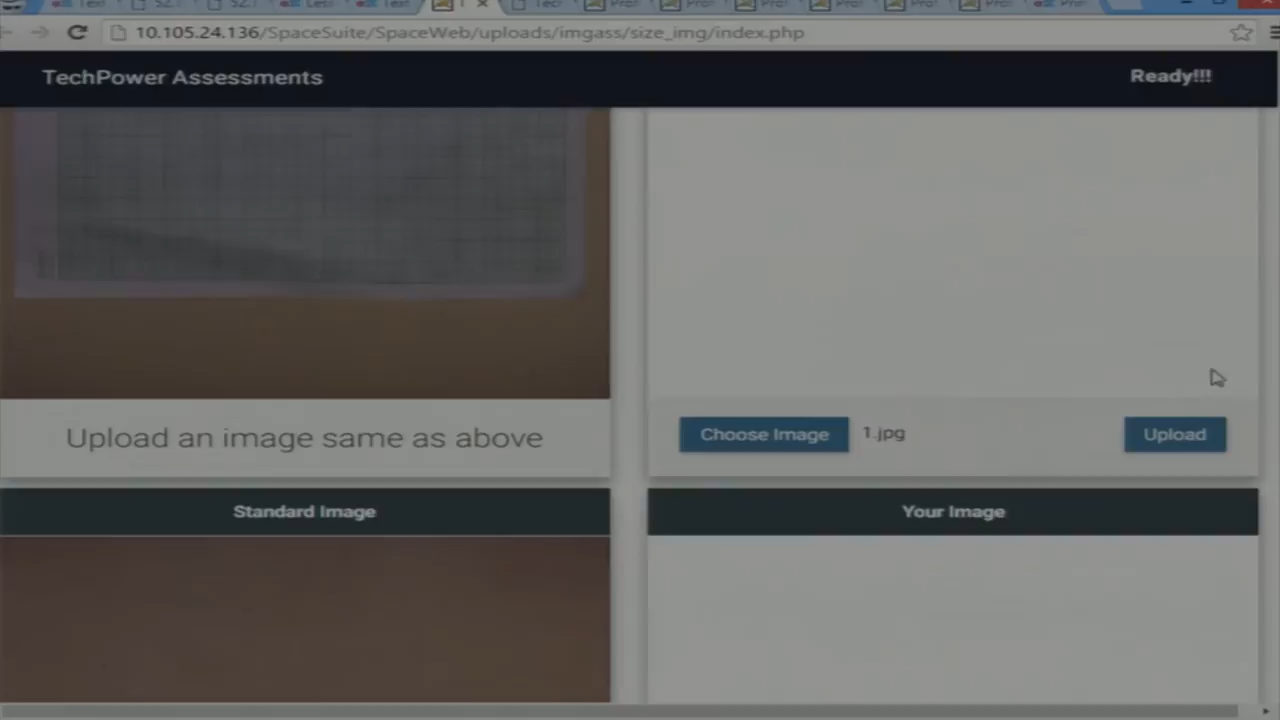 10.105.24.136/SpaceSuite/SpaceWeb/uploads/imgass/size_img/index.php
TechPower Assessments
Ready!!!
Upload an image same as above
Choose Image
1.jpg
Upload
Standard Image
Your Image